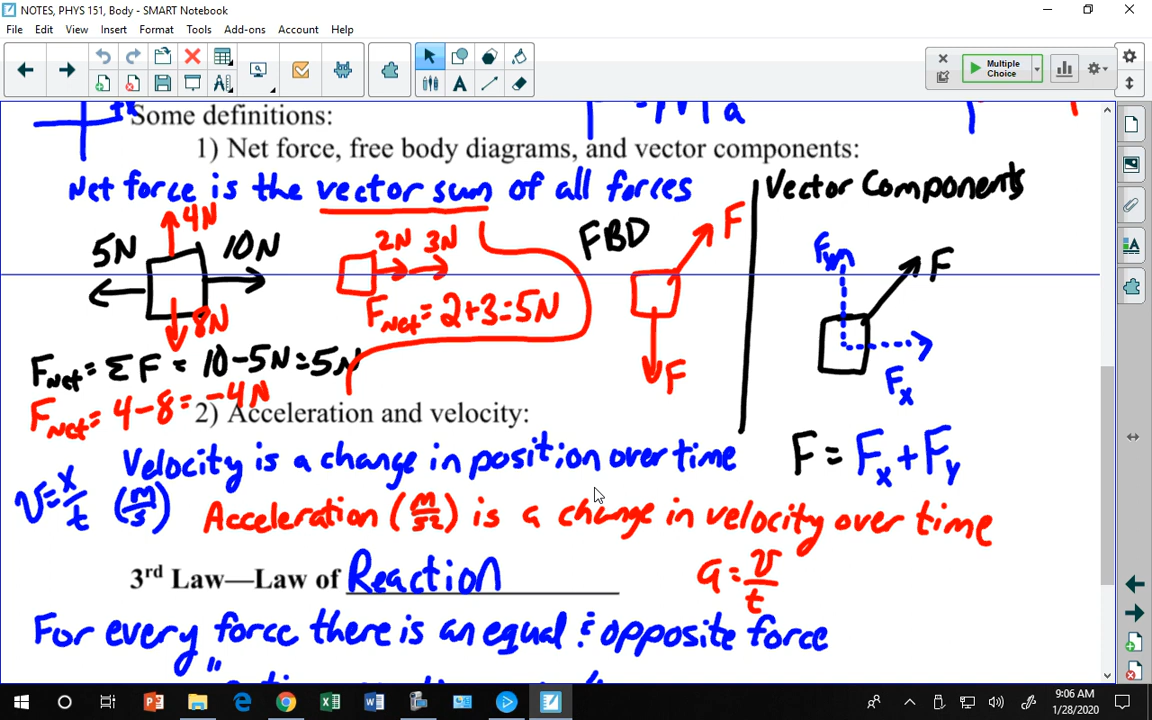 NOTES, PHYS 151, Body - SMART Notebook
File Edit View Insert Format Tools Add-ons Account Help
Multiple Choice
= Ma
Some definitions:
1) Net force, free body diagrams, and vector components:
Net force is the vector sum of all forces
4N
5N
10N
8N
2N 3N
F Net = 2+3=5N
FBD
F
F
F Net = ΣF = 10-5N=5N
F Net = 4-8= -4N
Vector Components
Fy
F
Fx
F = Fx + Fy
2) Acceleration and velocity:
Velocity is a change in position over time
v = x/t (m/s)
Acceleration (m/s2) is a change in velocity over time
a = v/t
3rd Law—Law of Reaction
For every force there is an equal & opposite force
9:06 AM
1/28/2020